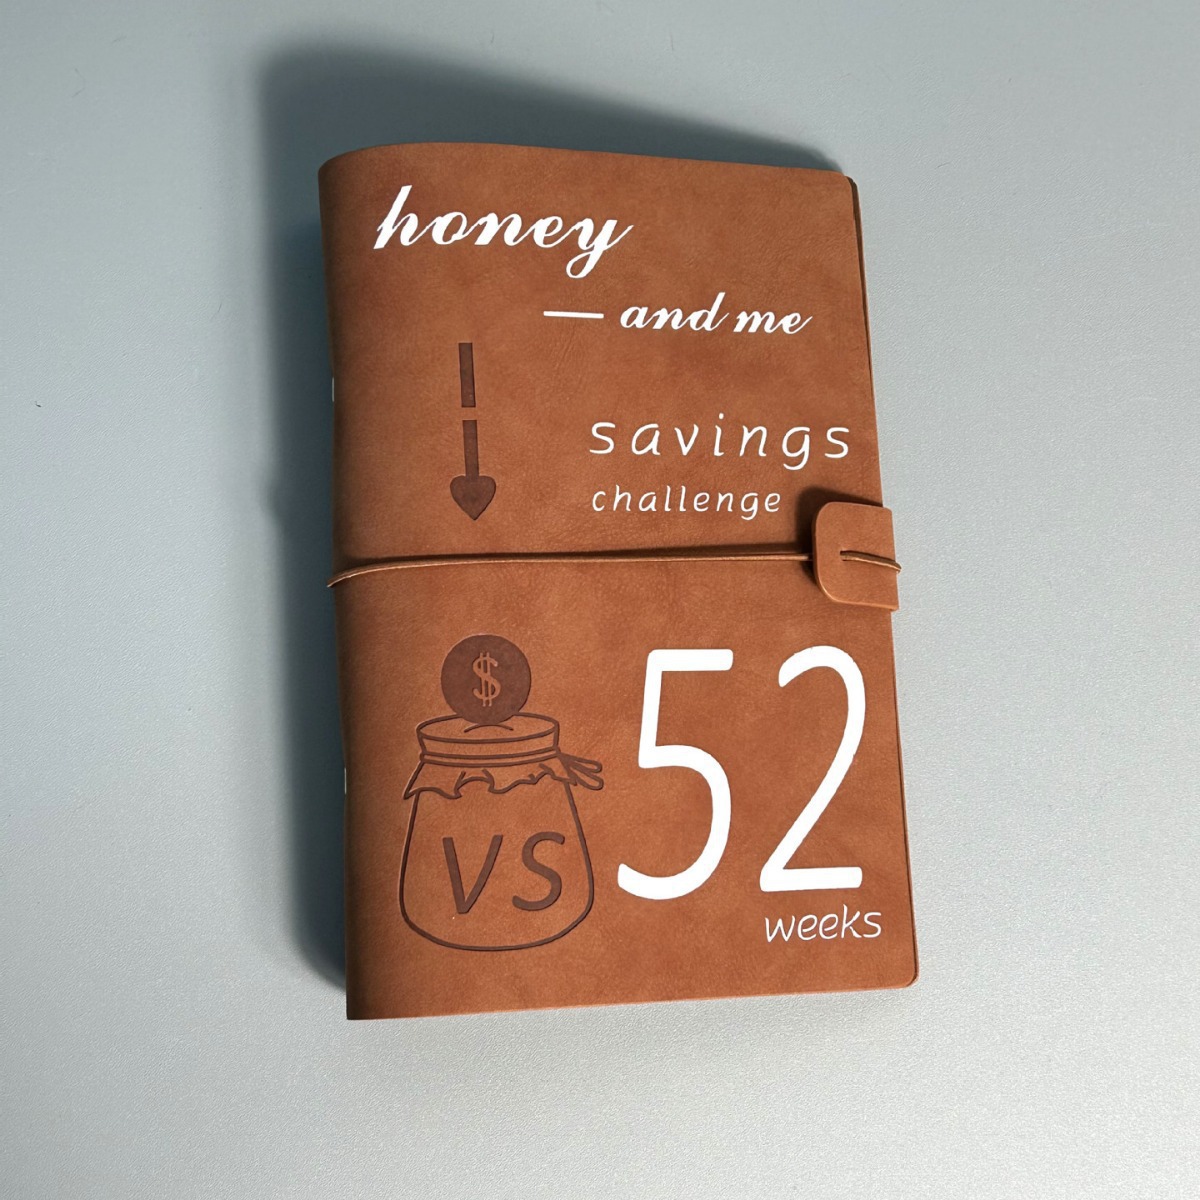 honey
— and me
savings
challenge
$
VS
52
weeks